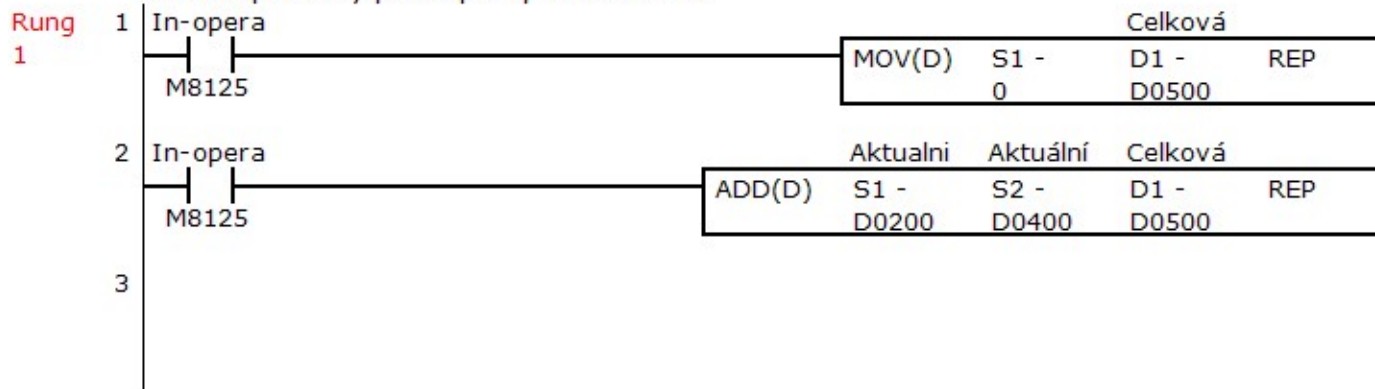 Rung 1 In-opera Celková
1 MOV(D) S1 - D1 - REP
M8125 0 D0500
2 In-opera Aktualni Aktuální Celková
ADD(D) S1 - S2 - D1 - REP
M8125 D0200 D0400 D0500
3